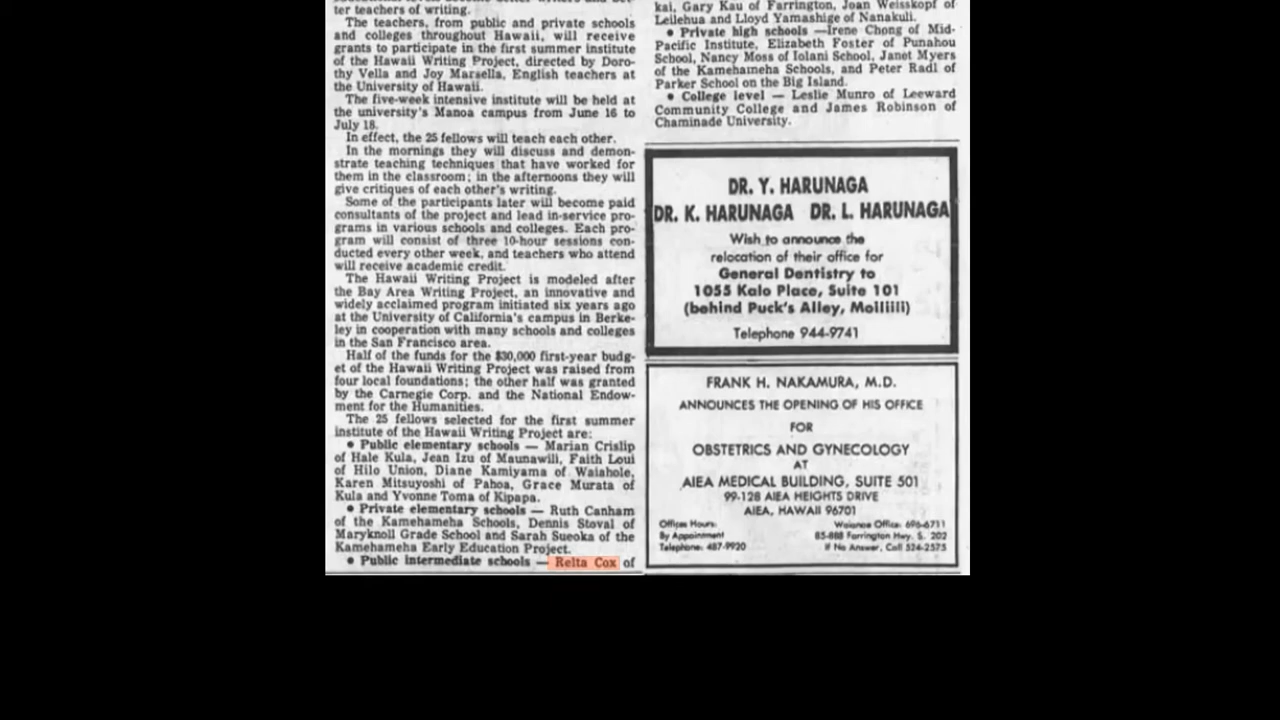 ter teachers of writing.
The teachers, from public and private schools
and colleges throughout Hawaii, will receive
grants to participate in the first summer institute
of the Hawaii Writing Project, directed by Doro-
thy Vella and Joy Marsella, English teachers at
the University of Hawaii.
The five-week intensive institute will be held at
the university's Manoa campus from June 16 to
July 18.
In effect, the 25 fellows will teach each other.
In the mornings they will discuss and demon-
strate teaching techniques that have worked for
them in the classroom; in the afternoons they will
give critiques of each other's writing.
Some of the participants later will become paid
consultants of the project and lead in-service pro-
grams in various schools and colleges. Each pro-
gram will consist of three 10-hour sessions con-
ducted every other week, and teachers who attend
will receive academic credit.
The Hawaii Writing Project is modeled after
the Bay Area Writing Project, an innovative and
widely acclaimed program initiated six years ago
at the University of California's campus in Berke-
ley in cooperation with many schools and colleges
in the San Francisco area.
Half of the funds for the $30,000 first-year budg-
et of the Hawaii Writing Project was raised from
four local foundations; the other half was granted
by the Carnegie Corp. and the National Endow-
ment for the Humanities.
The 25 fellows selected for the first summer
institute of the Hawaii Writing Project are:
• Public elementary schools — Marian Crislip
of Hale Kula, Jean Izu of Maunawili, Faith Loui
of Hilo Union, Diane Kamiyama of Waiahole,
Karen Mitsuyoshi of Pahoa, Grace Murata of
Kula and Yvonne Toma of Kipapa.
• Private elementary schools — Ruth Canham
of the Kamehameha Schools, Dennis Stoval of
Maryknoll Grade School and Sarah Sueoka of the
Kamehameha Early Education Project.
• Public intermediate schools — Relta Cox of
kai, Gary Kau of Farrington, Joan Weisskopf of
Leilehua and Lloyd Yamashige of Nanakuli.
• Private high schools —Irene Chong of Mid-
Pacific Institute, Elizabeth Foster of Punahou
School, Nancy Moss of Iolani School, Janet Myers
of the Kamehameha Schools, and Peter Radl of
Parker School on the Big Island.
• College level — Leslie Munro of Leeward
Community College and James Robinson of
Chaminade University.
DR. Y. HARUNAGA
DR. K. HARUNAGA DR. L. HARUNAGA
Wish to announce the
relocation of their office for
General Dentistry to
1055 Kalo Place, Suite 101
(behind Puck's Alley, Moiliili)
Telephone 944-9741
FRANK H. NAKAMURA, M.D.
ANNOUNCES THE OPENING OF HIS OFFICE
FOR
OBSTETRICS AND GYNECOLOGY
AT
AIEA MEDICAL BUILDING, SUITE 501
99-128 AIEA HEIGHTS DRIVE
AIEA, HAWAII 96701
Office Hours: Waianae Office: 696-6711
By Appointment 85-888 Farrington Hwy. S. 202
Telephone: 487-9920 If No Answer, Call 524-2575